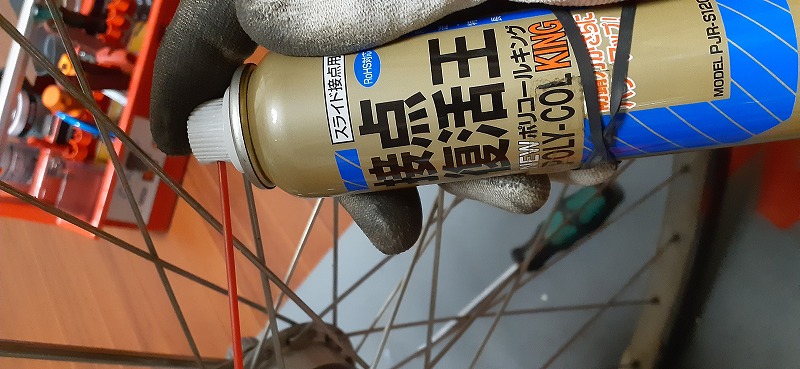 スライド接点用
RoHS対応
接点
復活王
NEWポリコールキング
POLY-COL KING
MODEL PJR-S120